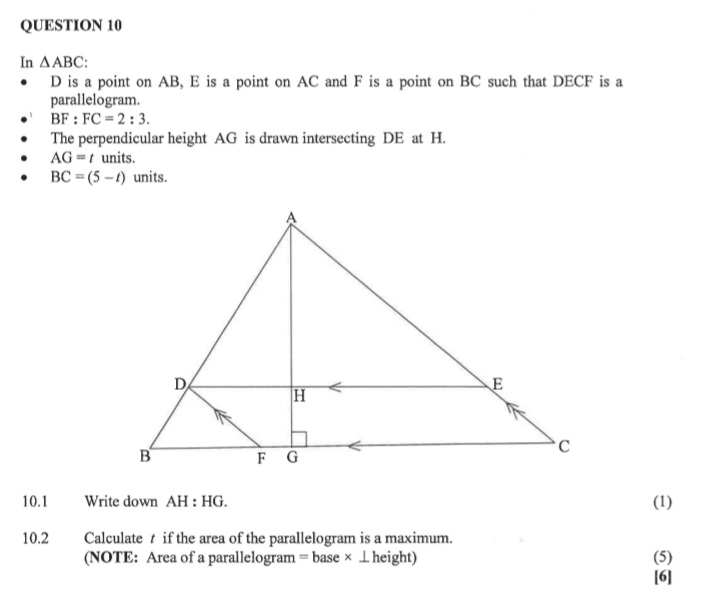 QUESTION 10
In ΔABC:
• D is a point on AB, E is a point on AC and F is a point on BC such that DECF is a
parallelogram.
• BF : FC = 2 : 3.
• The perpendicular height AG is drawn intersecting DE at H.
• AG = t units.
• BC = (5 – t) units.
A
D
E
H
B
F
G
C
10.1 Write down AH : HG. (1)
10.2 Calculate t if the area of the parallelogram is a maximum.
(NOTE: Area of a parallelogram = base × ⊥height) (5)
[6]